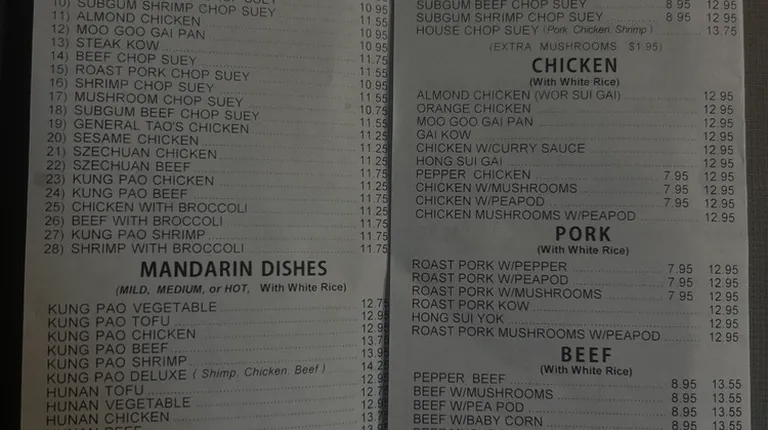 10) SUBGUM SHRIMP CHOP SUEY 10.95
11) ALMOND CHICKEN 11.55
12) MOO GOO GAI PAN 10.95
13) STEAK KOW 10.95
14) BEEF CHOP SUEY 11.75
15) ROAST PORK CHOP SUEY 11.55
16) SHRIMP CHOP SUEY 10.95
17) MUSHROOM CHOP SUEY 11.55
18) SUBGUM BEEF CHOP SUEY 10.75
19) GENERAL TAO'S CHICKEN 11.55
20) SESAME CHICKEN 11.25
21) SZECHUAN CHICKEN 11.25
22) SZECHUAN BEEF 11.25
23) KUNG PAO CHICKEN 11.75
24) KUNG PAO BEEF 11.75
25) CHICKEN WITH BROCCOLI 11.25
26) BEEF WITH BROCCOLI 11.75
27) KUNG PAO SHRIMP 11.75
28) SHRIMP WITH BROCCOLI 11.75
MANDARIN DISHES
(MILD, MEDIUM, or HOT, With White Rice)
KUNG PAO VEGETABLE 12.75
KUNG PAO TOFU 12.95
KUNG PAO CHICKEN 12.95
KUNG PAO BEEF 13.75
KUNG PAO SHRIMP 13.95
KUNG PAO DELUXE (Shimp, Chicken, Beef) 14.25
HUNAN TOFU 12.95
HUNAN VEGETABLE 12.75
HUNAN CHICKEN 12.95
HUNAN BEEF 13.7
SUBGUM BEEF CHOP SUEY 8 95 12.95
SUBGUM SHRIMP CHOP SUEY 8 95 12.95
HOUSE CHOP SUEY (Pork, Chicken, Shrimp) 13.75
(EXTRA MUSHROOMS $1.95)
CHICKEN
(With White Rice)
ALMOND CHICKEN (WOR SUI GAI) 12 95
ORANGE CHICKEN 12.95
MOO GOO GAI PAN 12.95
GAI KOW 12.95
CHICKEN W/CURRY SAUCE 12.95
HONG SUI GAI 12.95
PEPPER CHICKEN 7.95 12.95
CHICKEN W/MUSHROOMS 7.95 12.95
CHICKEN W/PEAPOD 7.95 12.95
CHICKEN MUSHROOMS W/PEAPOD 12.95
PORK
(With White Rice)
ROAST PORK W/PEPPER 7.95 12.95
ROAST PORK W/PEAPOD 7.95 12.95
ROAST PORK W/MUSHROOMS 7 95 12.95
ROAST PORK KOW 12.95
HONG SUI YOK 12.95
ROAST PORK MUSHROOMS W/PEAPOD 12.95
BEEF
(With White Rice)
PEPPER BEEF 8.95 13.55
BEEF W/MUSHROOMS 8.95 13.55
BEEF W/PEA POD 8.95 13.55
BEEF W/BABY CORN 8.95 13.55